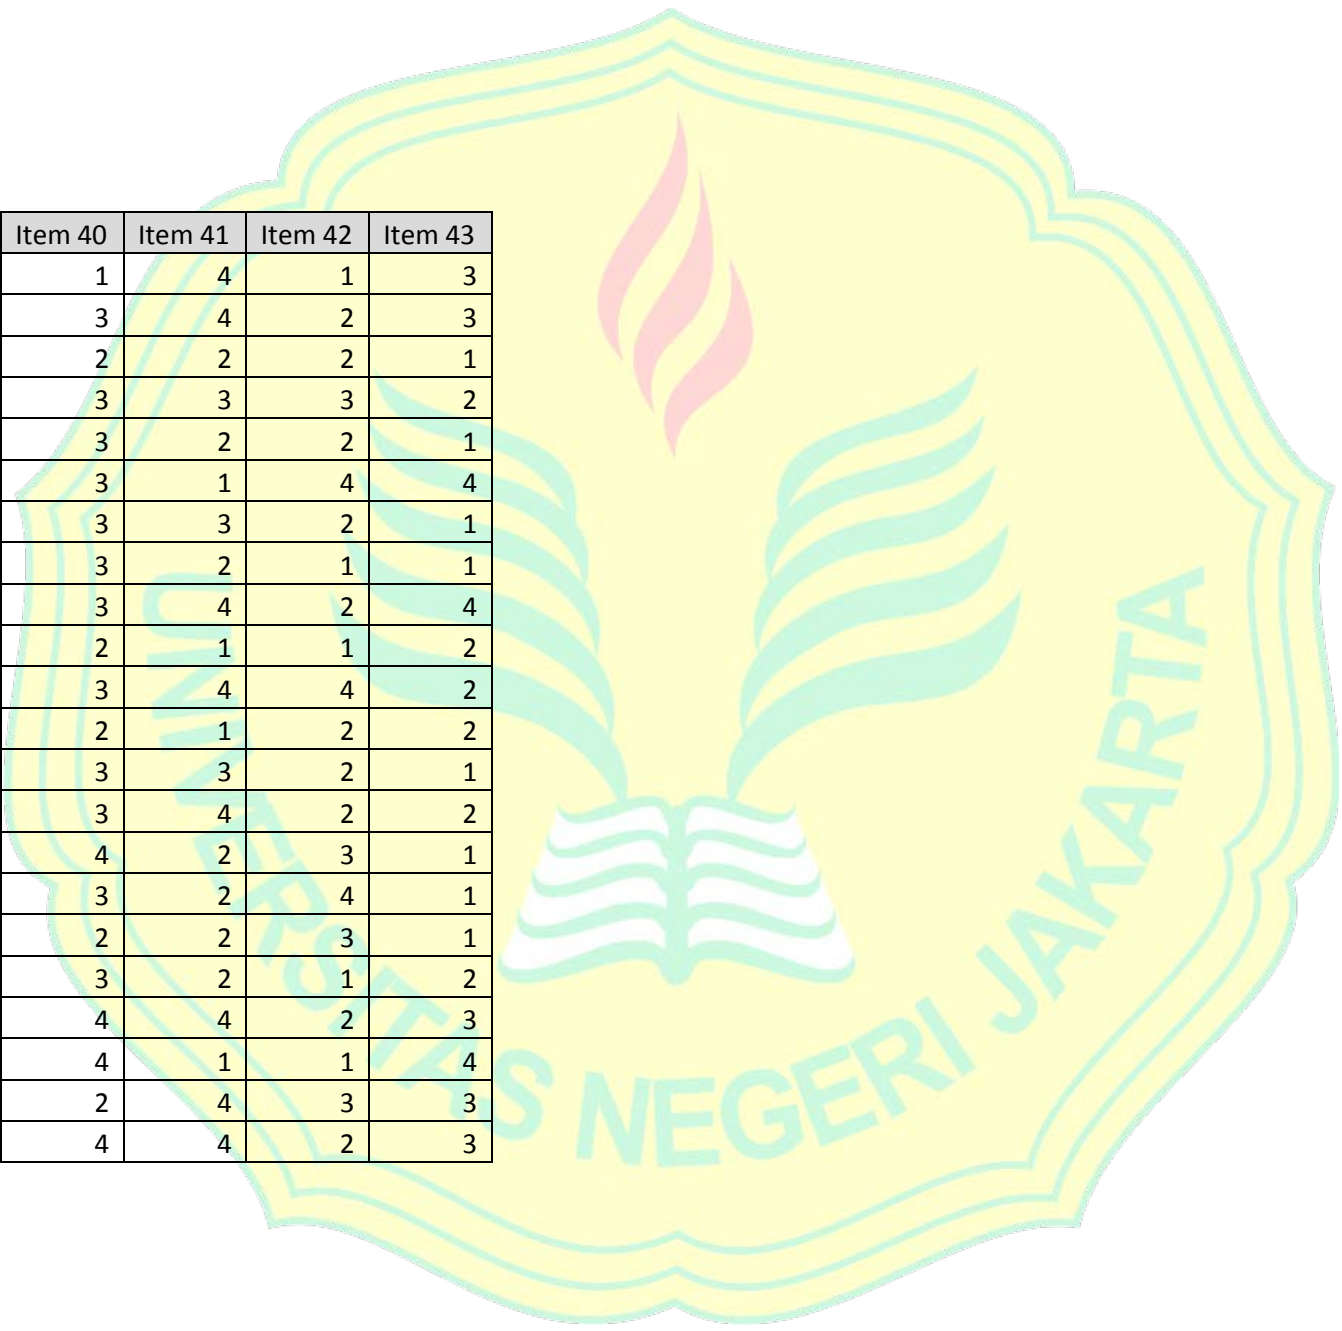 Item 40 Item 41 Item 42 Item 43
1 4 1 3
3 4 2 3
2 2 2 1
3 3 3 2
3 2 2 1
3 1 4 4
3 3 2 1
3 2 1 1
3 4 2 4
2 1 1 2
3 4 4 2
2 1 2 2
3 3 2 1
3 4 2 2
4 2 3 1
3 2 4 1
2 2 3 1
3 2 1 2
4 4 2 3
4 1 1 4
2 4 3 3
4 4 2 3
UNIVERSITAS NEGERI JAKARTA